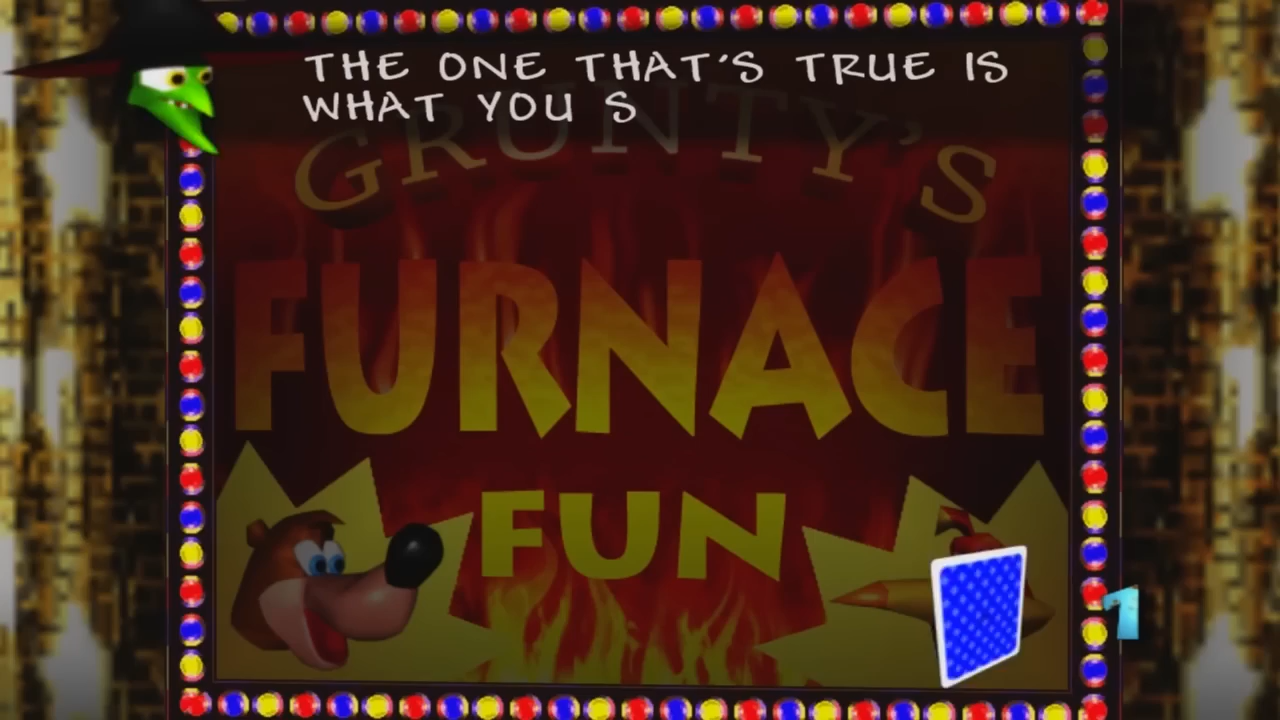 THE ONE THAT'S TRUE IS
WHAT YOU S
GRUNTY'S
FURNACE
FUN
1